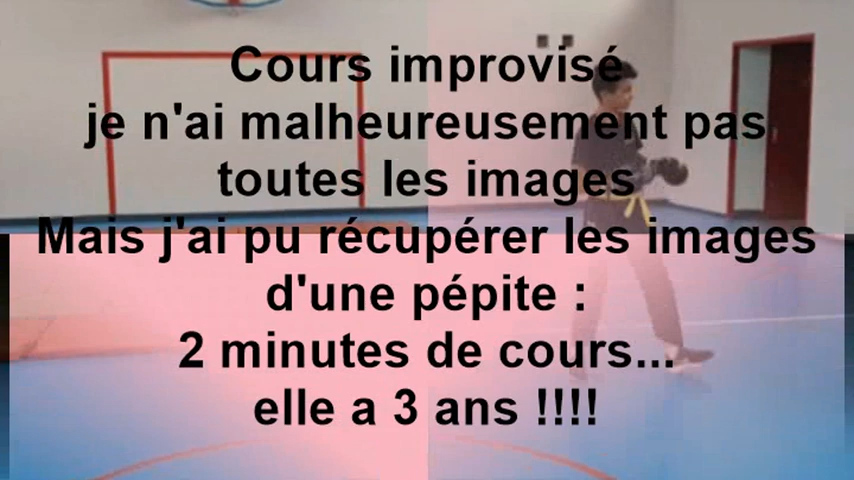 Cours improvisé
je n'ai malheureusement pas
toutes les images
Mais j'ai pu récupérer les images
d'une pépite :
2 minutes de cours...
elle a 3 ans !!!!